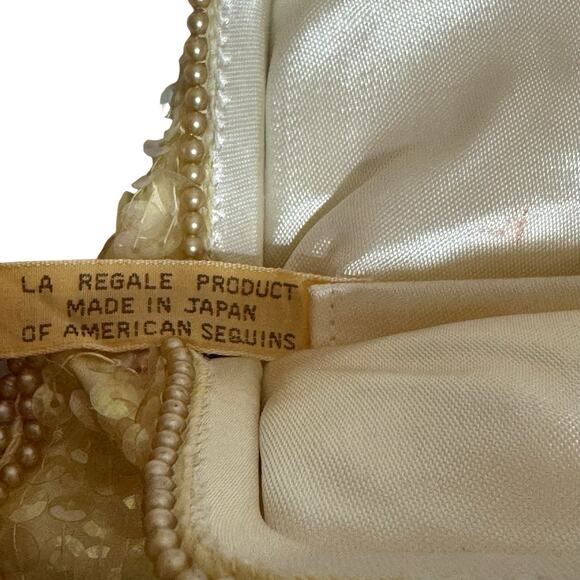 LA REGALE PRODUCT
MADE IN JAPAN
OF AMERICAN SEQUINS